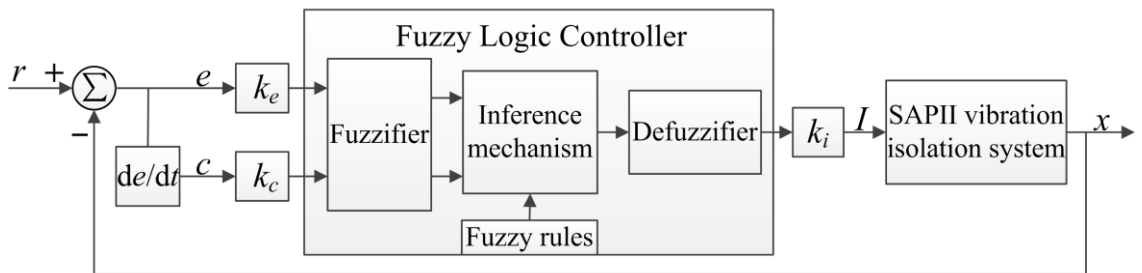 Fuzzy Logic Controller
r
+
Σ
−
e
k_e
de/dt
c
k_c
Fuzzifier
Inference
mechanism
Fuzzy rules
Defuzzifier
k_i
I
SAPII vibration
isolation system
x